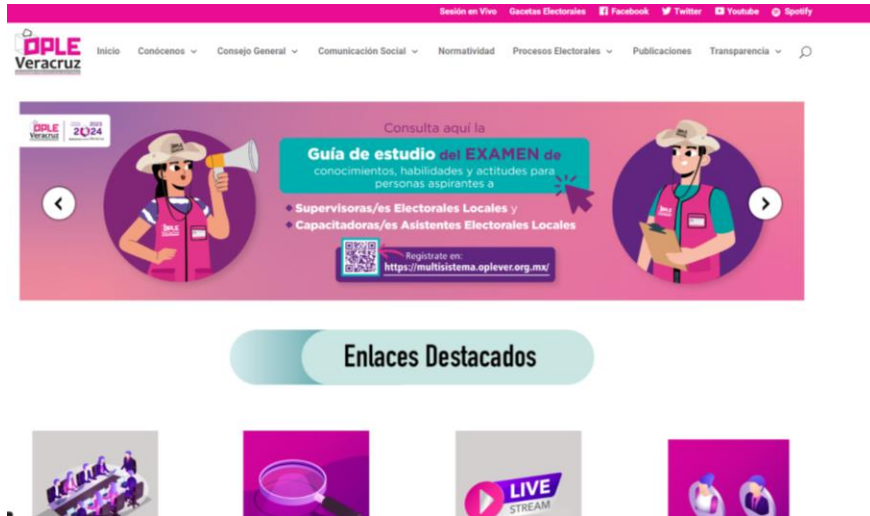 Sesión en Vivo Gacetas Electorales Facebook Twitter Youtube Spotify
OPLE
Veracruz
Inicio Conócenos Consejo General Comunicación Social Normatividad Procesos Electorales Publicaciones Transparencia
OPLE
Veracruz
2024
Consulta aquí la
Guía de estudio del EXAMEN de
conocimientos, habilidades y actitudes para
personas aspirantes a
Supervisoras/es Electorales Locales y
Capacitadoras/es Asistentes Electorales Locales
Regístrate en:
https://multisistema.oplever.org.mx/
Enlaces Destacados
LIVE
STREAM